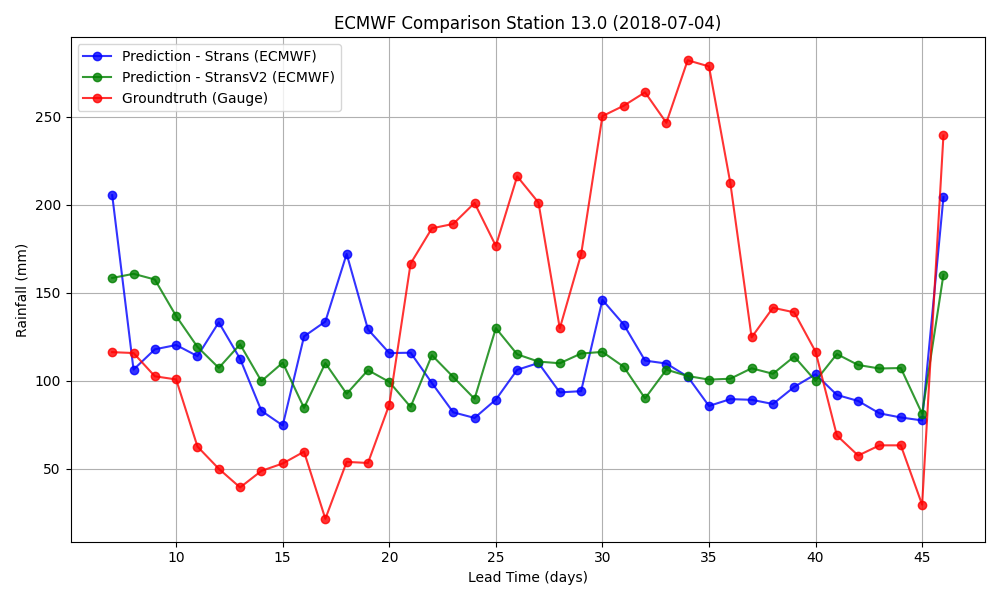 ECMWF Comparison Station 13.0 (2018-07-04)
Prediction - Strans (ECMWF)
Prediction - StransV2 (ECMWF)
Groundtruth (Gauge)
Rainfall (mm)
250
200
150
100
50
10 15 20 25 30 35 40 45
Lead Time (days)